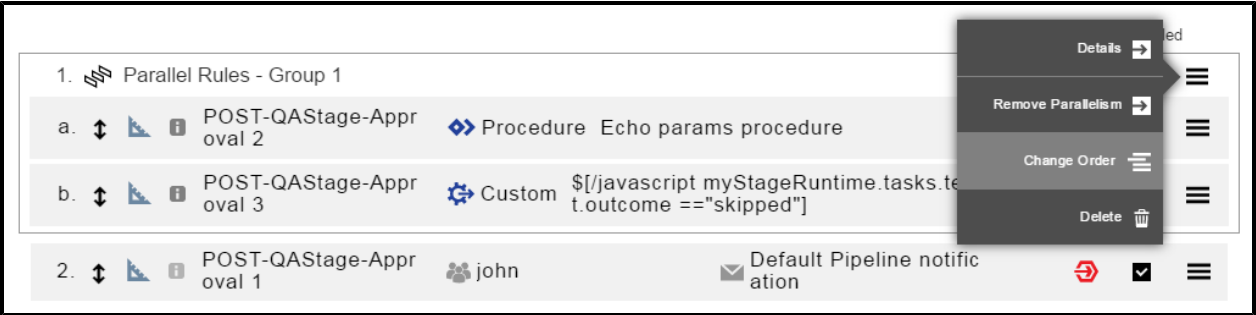 led
Details
1. Parallel Rules - Group 1
Remove Parallelism
a. POST-QAStage-Appr
oval 2
Procedure Echo params procedure
Change Order
b. POST-QAStage-Appr
oval 3
Custom $[/javascript myStageRuntime.tasks.te
t.outcome =="skipped"]
Delete
2. POST-QAStage-Appr
oval 1
john
Default Pipeline notific
ation